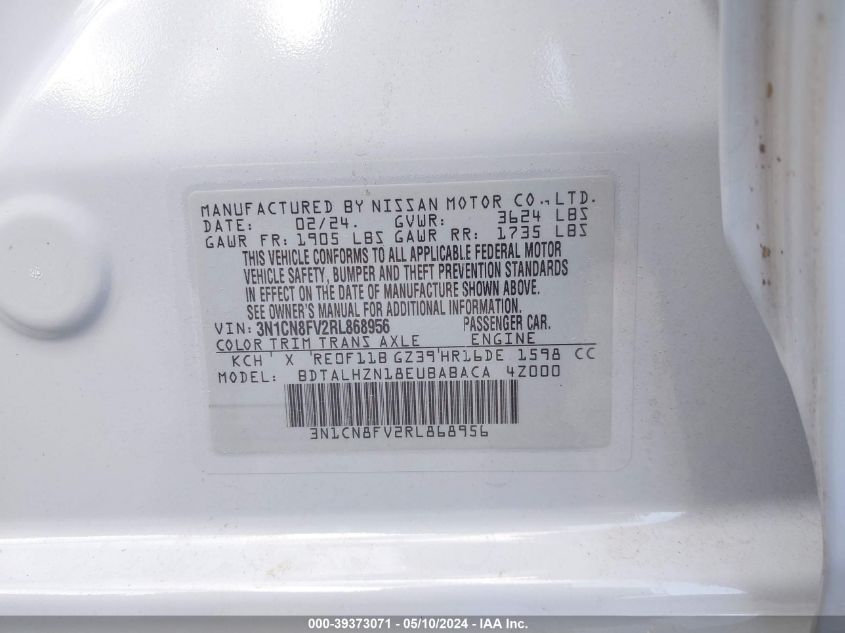 MANUFACTURED BY NISSAN MOTOR CO., LTD.
DATE: 02/24. GVWR: 3624 LBS
GAWR FR: 1905 LBS GAWR RR: 1735 LBS
THIS VEHICLE CONFORMS TO ALL APPLICABLE FEDERAL MOTOR
VEHICLE SAFETY, BUMPER AND THEFT PREVENTION STANDARDS
IN EFFECT ON THE DATE OF MANUFACTURE SHOWN ABOVE.
SEE OWNER'S MANUAL FOR ADDITIONAL INFORMATION.
VIN: 3N1CN8FV2RL868956 PASSENGER CAR.
COLOR TRIM TRANS AXLE ENGINE
KCH' X 'RE0F11B GZ39'HR16DE 1598 CC
MODEL: BDTALHZN18EUBABACA 4Z000
3N1CN8FV2RL868956
000-39373071 — 05/10/2024 — IAA Inc.